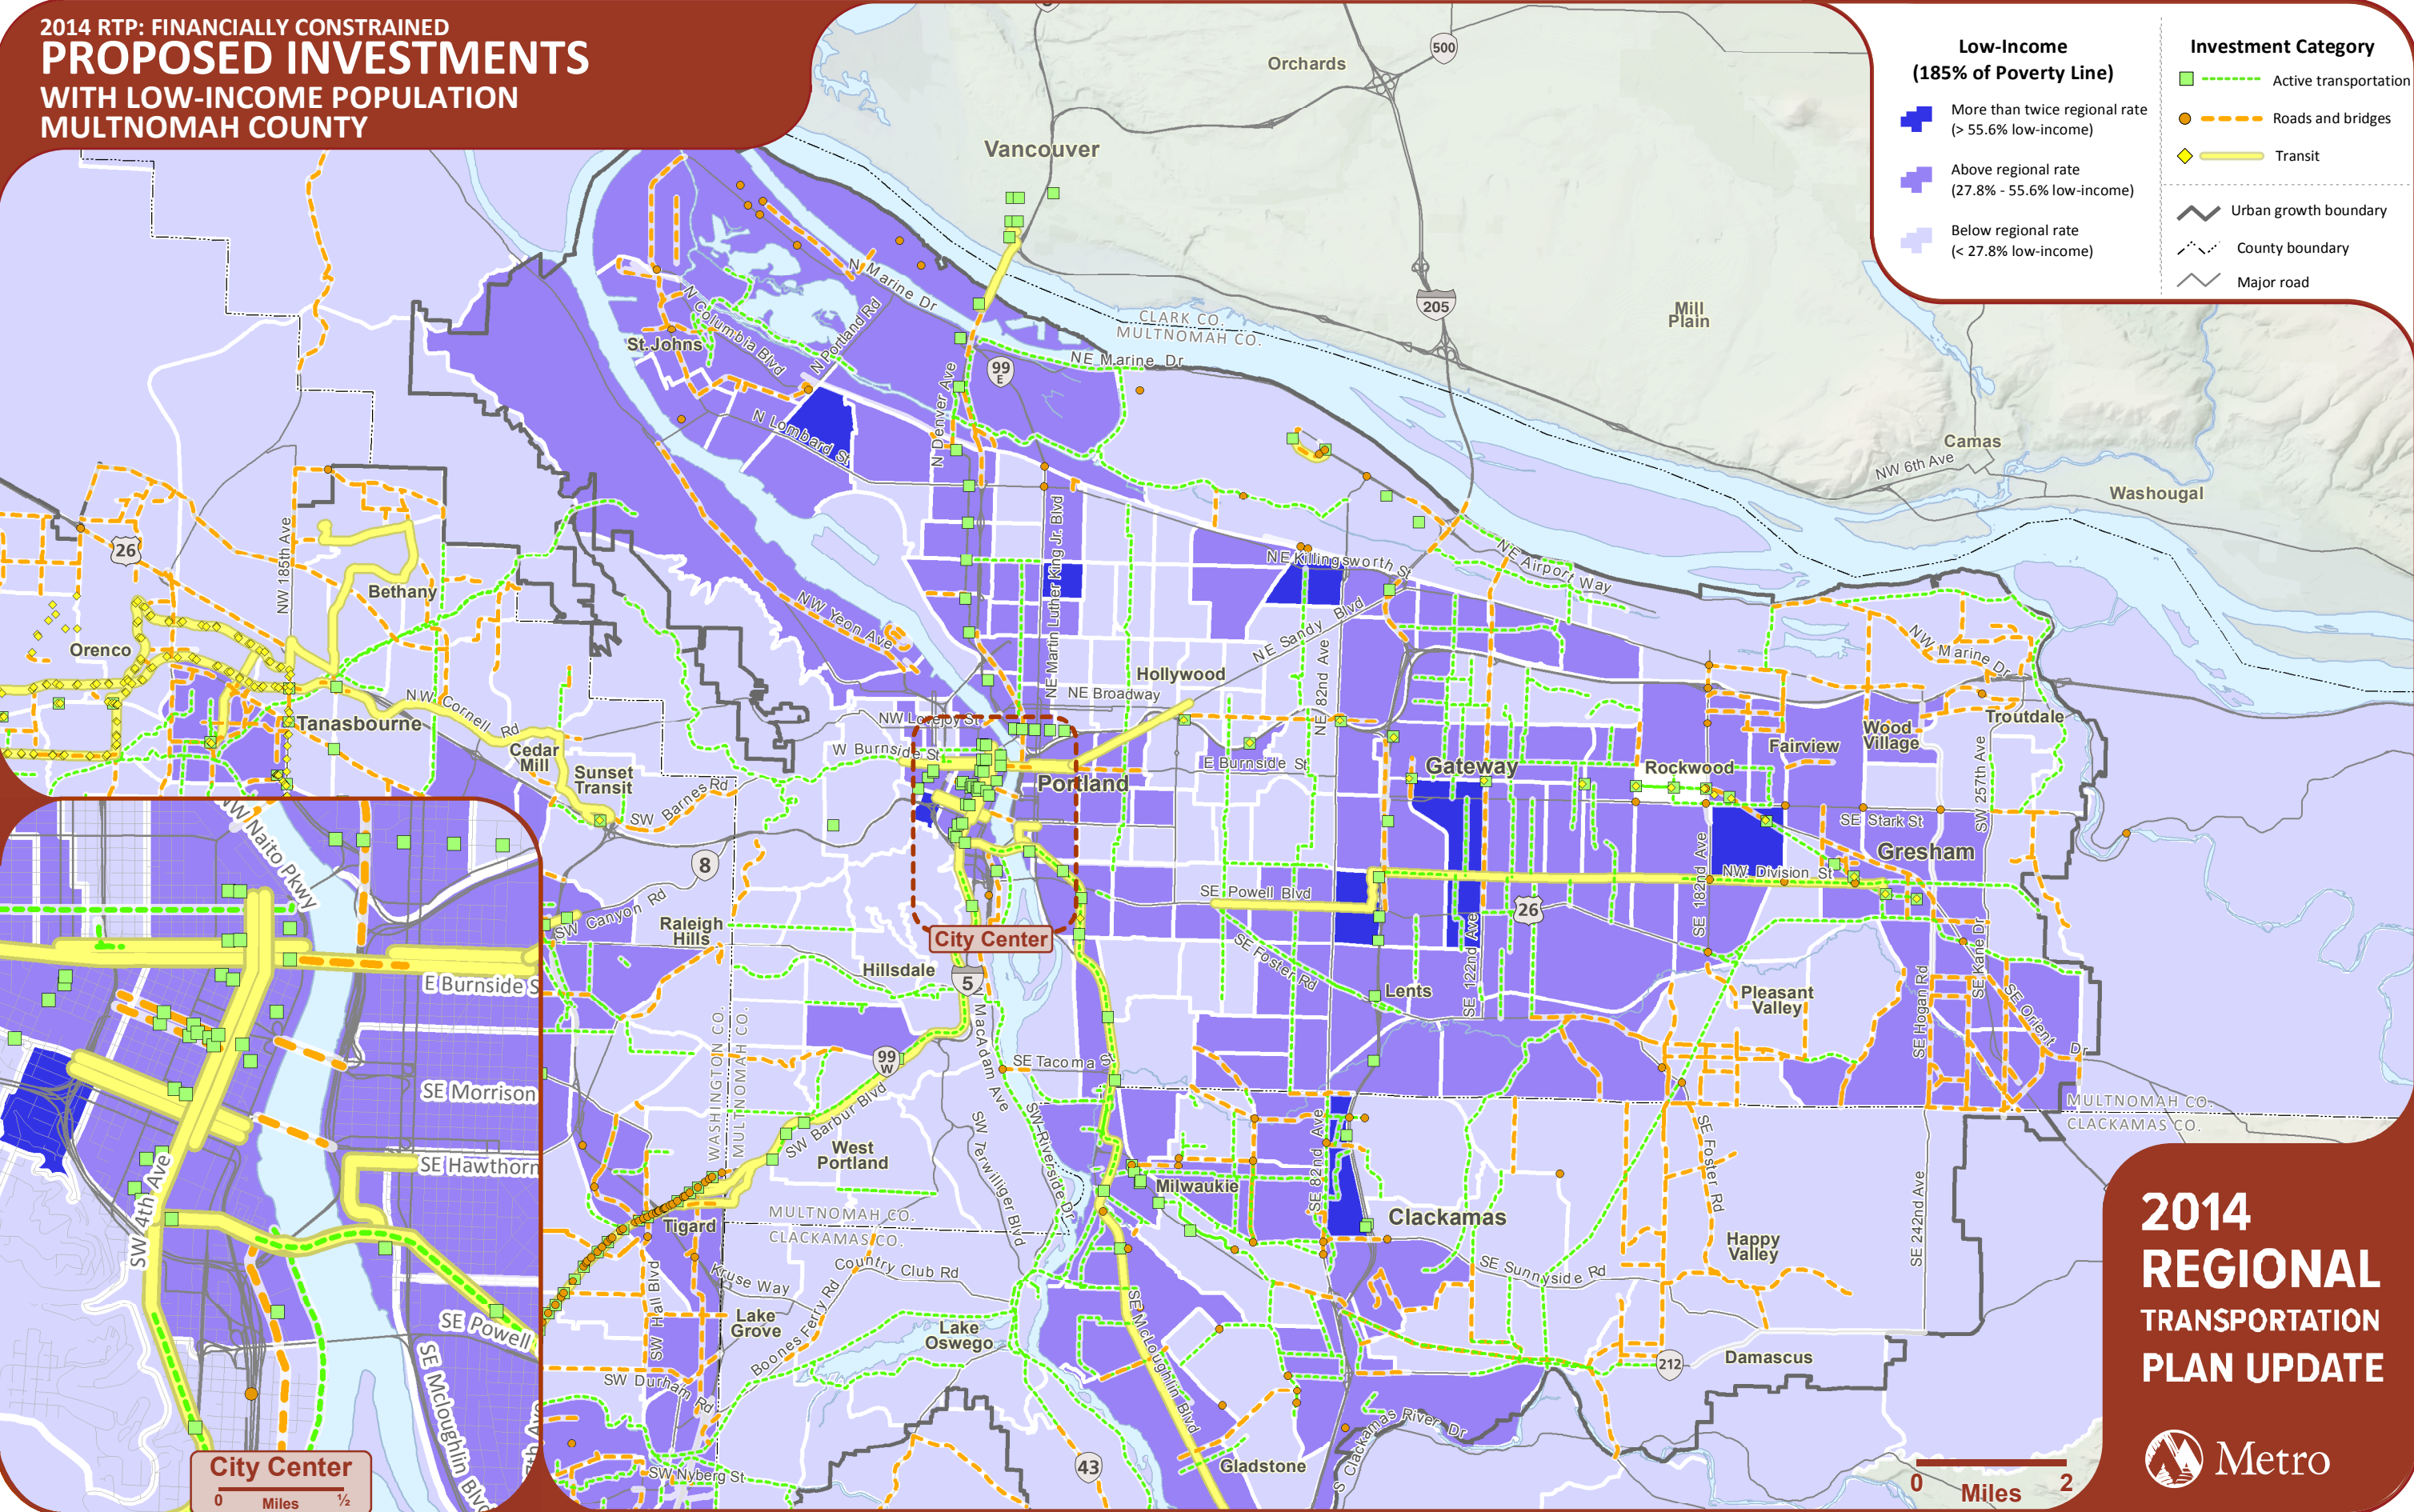 2014 RTP: FINANCIALLY CONSTRAINED
PROPOSED INVESTMENTS
WITH LOW-INCOME POPULATION
MULTNOMAH COUNTY
Low-Income
(185% of Poverty Line)
More than twice regional rate
(> 55.6% low-income)
Above regional rate
(27.8% - 55.6% low-income)
Below regional rate
(< 27.8% low-income)
Investment Category
Active transportation
Roads and bridges
Transit
Urban growth boundary
County boundary
Major road
Orchards
500
Vancouver
205
Mill
Plain
CLARK CO.
MULTNOMAH CO.
Camas
NW 6th Ave
Washougal
N Marine Dr
N Columbia Blvd
N Portland Rd
St. Johns
99
E
NE Marine Dr
N Denver Ave
N Lombard St
26
NW 185th Ave
Bethany
Orenco
Tanasbourne
NW Cornell Rd
Cedar
Mill
Sunset
Transit
SW Barnes Rd
NW Yeon Ave
NE Martin Luther King Jr. Blvd
NE Killingsworth St
NE Airport Way
NE Sandy Blvd
NE 82nd Ave
Hollywood
NE Broadway
NW Lovejoy St
W Burnside St
E Burnside St
Portland
Gateway
Rockwood
Fairview
Wood
Village
Troutdale
NW Marine Dr
SW 257th Ave
SE Stark St
Gresham
NW Division St
SE 182nd Ave
8
SW Canyon Rd
Raleigh
Hills
City Center
SE Powell Blvd
26
SE Foster Rd
Lents
SE 122nd Ave
Hillsdale
5
Pleasant
Valley
SE Hogan Rd
SE Kane Dr
SE Orient Dr
WASHINGTON CO.
MULTNOMAH CO.
99
W
MacAdam Ave
SE Tacoma St
SW Barbur Blvd
West
Portland
SW Terwilliger Blvd
SW Riverside Dr
Milwaukie
SE 82nd Ave
Clackamas
SE Foster Rd
Happy
Valley
SE 242nd Ave
MULTNOMAH CO.
CLACKAMAS CO.
Tigard
MULTNOMAH CO.
CLACKAMAS CO.
Kruse Way
Country Club Rd
Boones Ferry Rd
Lake
Grove
Lake
Oswego
SW Hall Blvd
SW Durham Rd
SW Nyberg St
43
SE McLoughlin Blvd
SE Sunnyside Rd
212
Damascus
Clackamas River Dr
S
Gladstone
NW Naito Pkwy
E Burnside S
SE Morrison
SE Hawthorn
SW 4th Ave
SE Powell
SE Mcloughlin Blvd
7th Ave
City Center
0 Miles ½
0 Miles 2
2014
REGIONAL
TRANSPORTATION
PLAN UPDATE
Metro